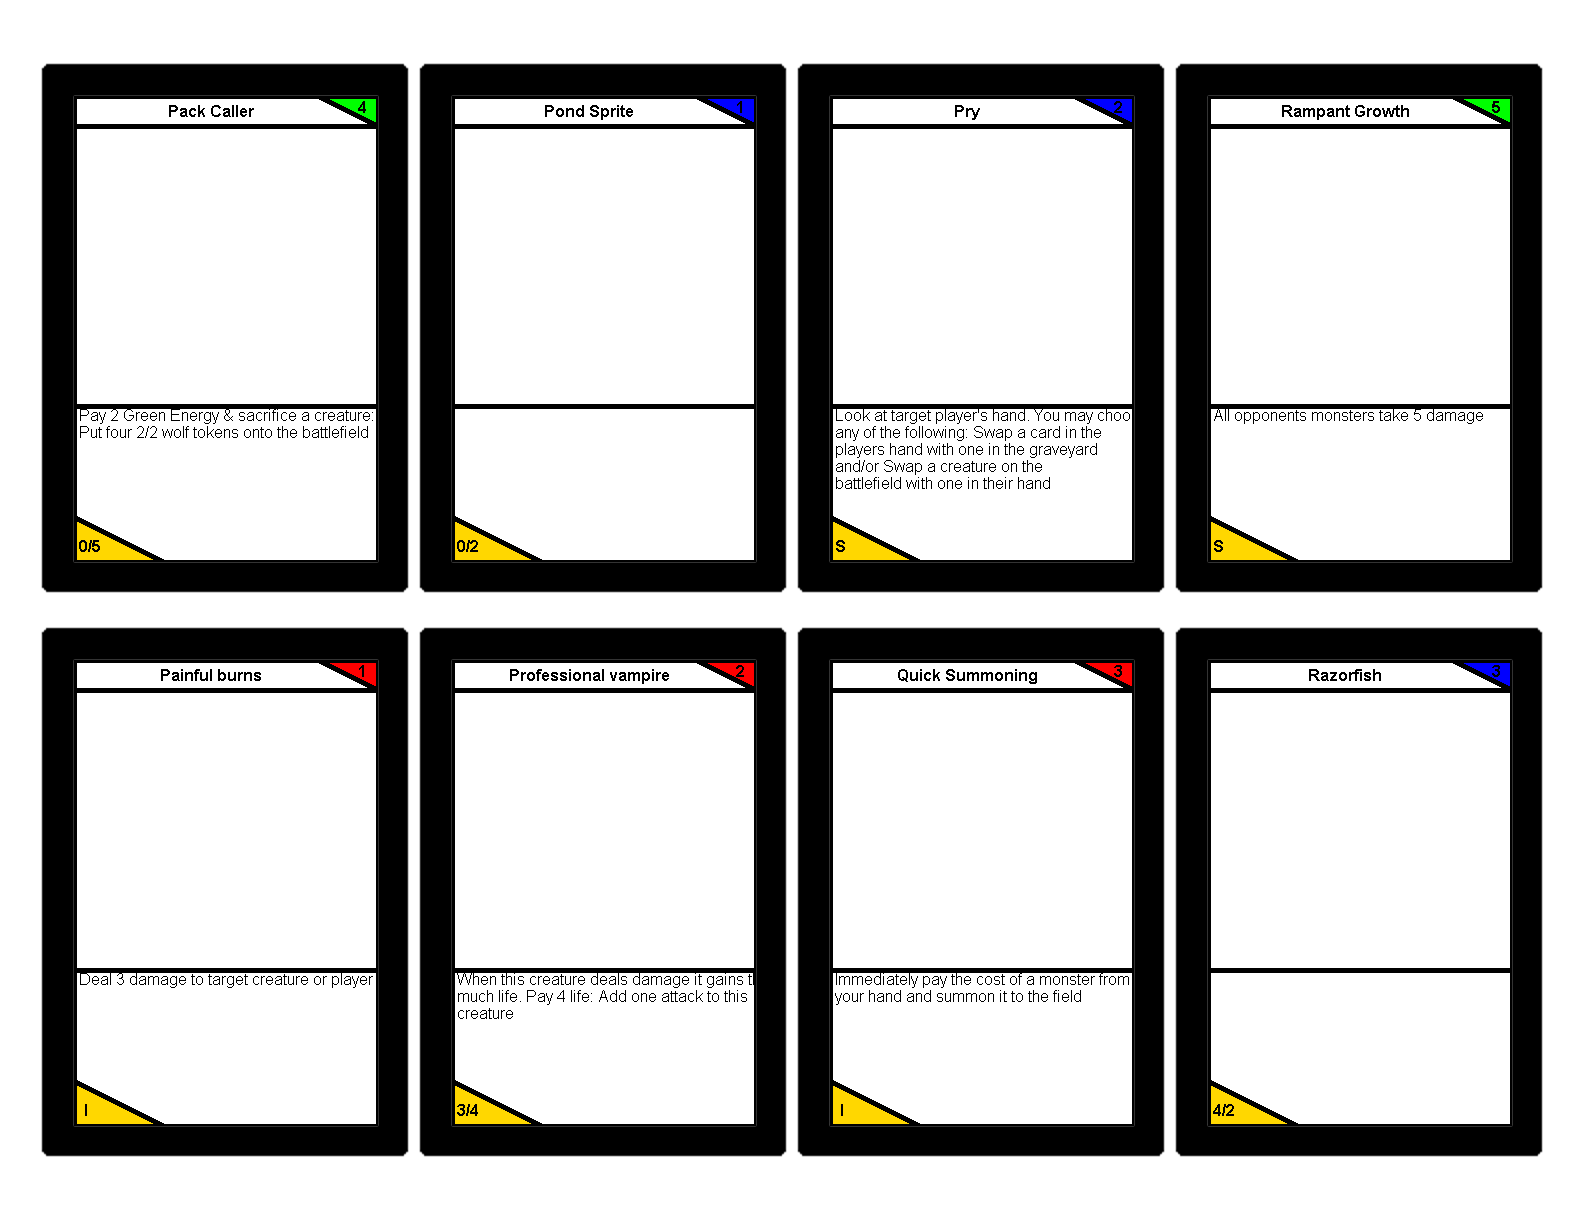 Pack Caller 4
Pay 2 Green Energy & sacrifice a creature:
Put four 2/2 wolf tokens onto the battlefield
0/5
Pond Sprite 1
0/2
Pry 2
Look at target player's hand. You may choo
any of the following: Swap a card in the
players hand with one in the graveyard
and/or Swap a creature on the
battlefield with one in their hand
S
Rampant Growth 5
All opponents monsters take 5 damage
S
Painful burns 1
Deal 3 damage to target creature or player
I
Professional vampire 2
When this creature deals damage it gains t
much life. Pay 4 life: Add one attack to this
creature
3/4
Quick Summoning 3
Immediately pay the cost of a monster from
your hand and summon it to the field
I
Razorfish 3
4/2